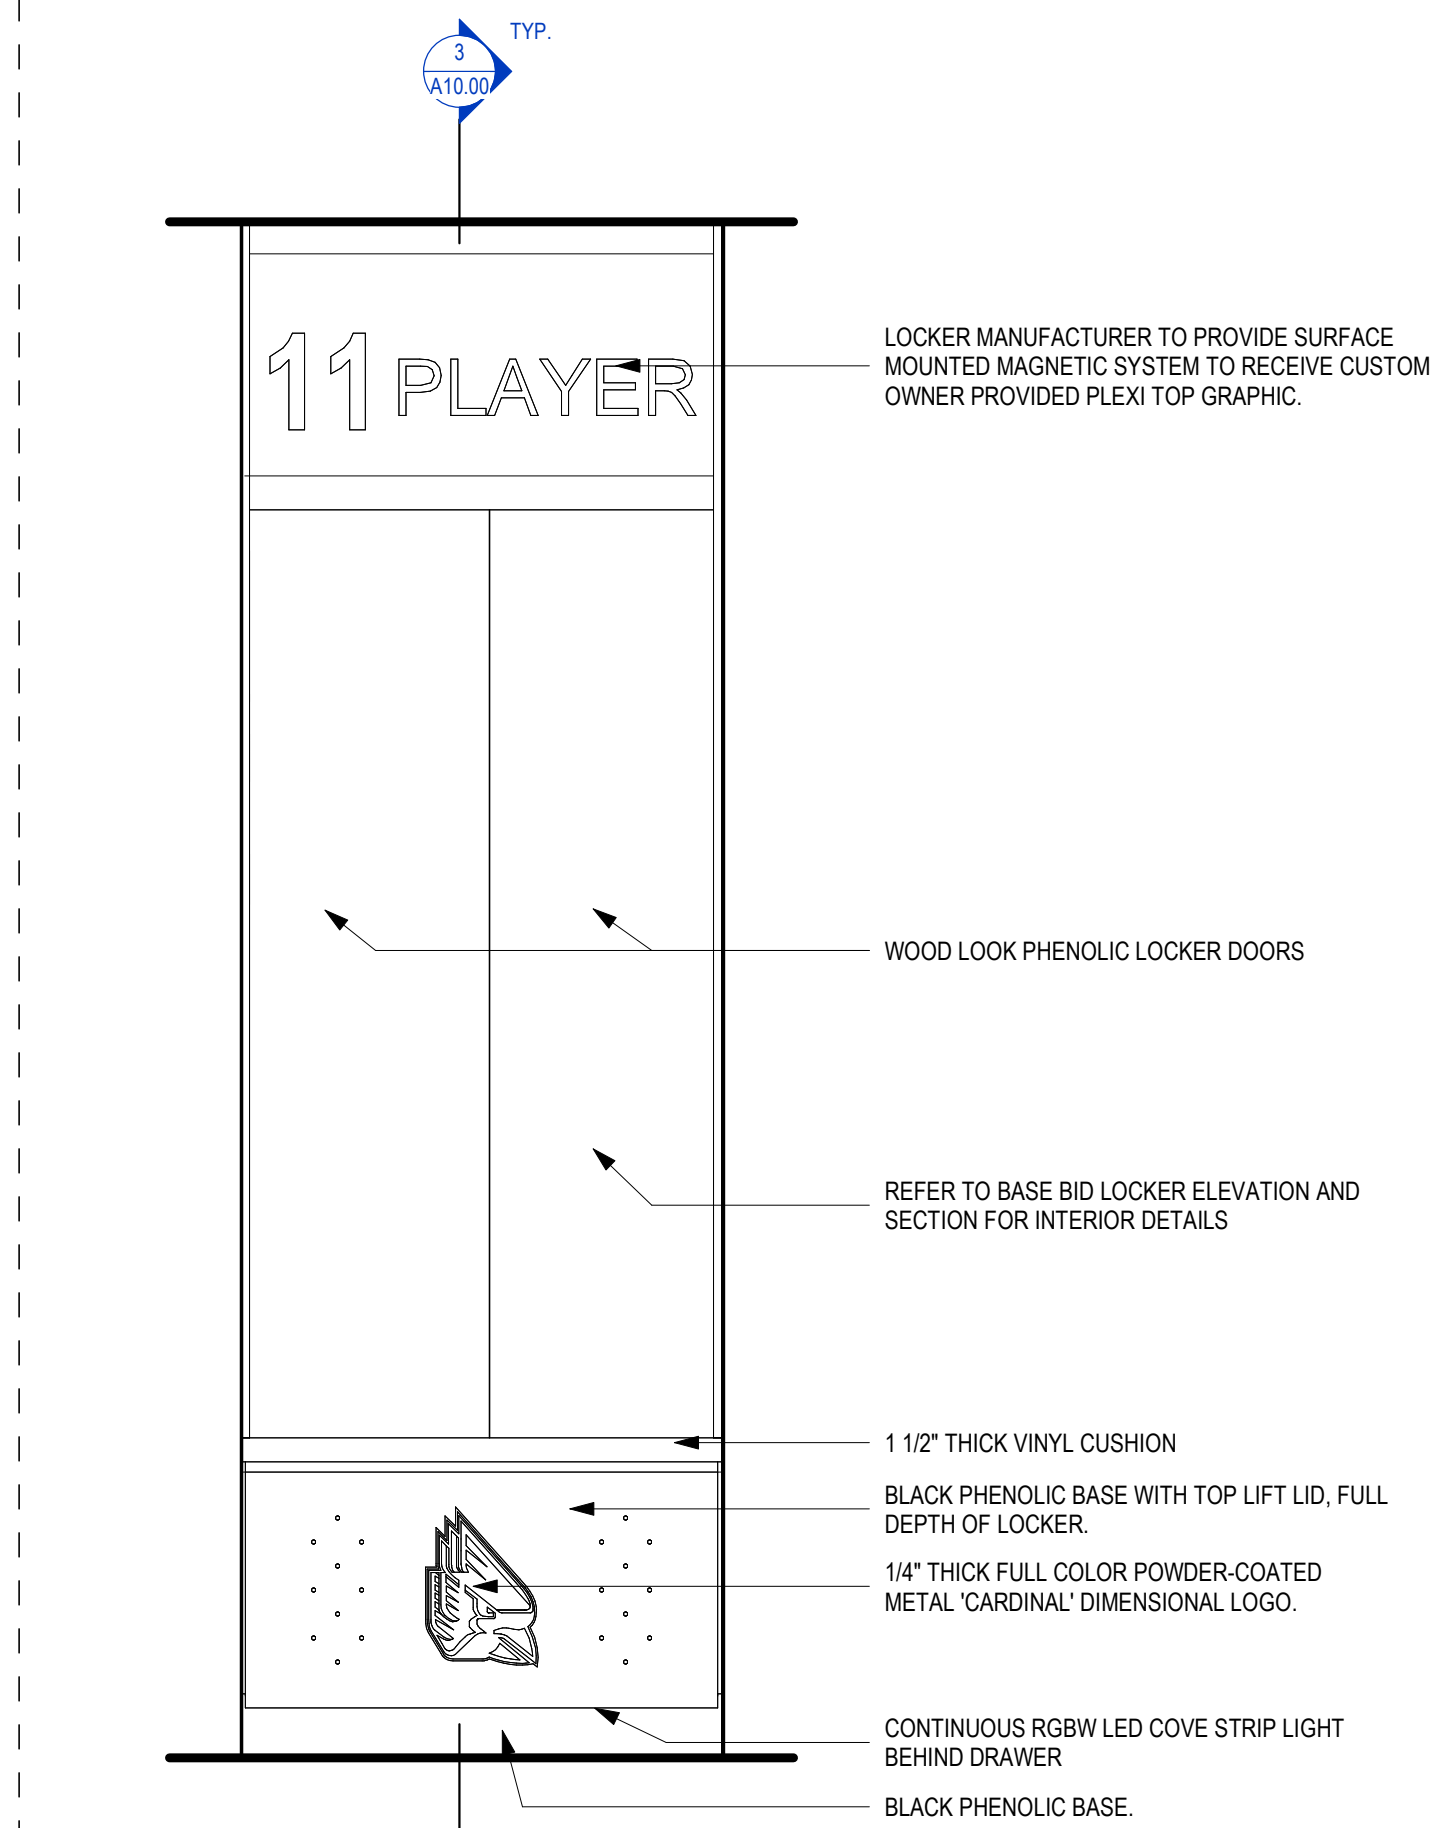 TYP.
3
A10.00
11 PLAYER
LOCKER MANUFACTURER TO PROVIDE SURFACE
MOUNTED MAGNETIC SYSTEM TO RECEIVE CUSTOM
OWNER PROVIDED PLEXI TOP GRAPHIC.
WOOD LOOK PHENOLIC LOCKER DOORS
REFER TO BASE BID LOCKER ELEVATION AND
SECTION FOR INTERIOR DETAILS
1 1/2" THICK VINYL CUSHION
BLACK PHENOLIC BASE WITH TOP LIFT LID, FULL
DEPTH OF LOCKER.
1/4" THICK FULL COLOR POWDER-COATED
METAL 'CARDINAL' DIMENSIONAL LOGO.
CONTINUOUS RGBW LED COVE STRIP LIGHT
BEHIND DRAWER
BLACK PHENOLIC BASE.